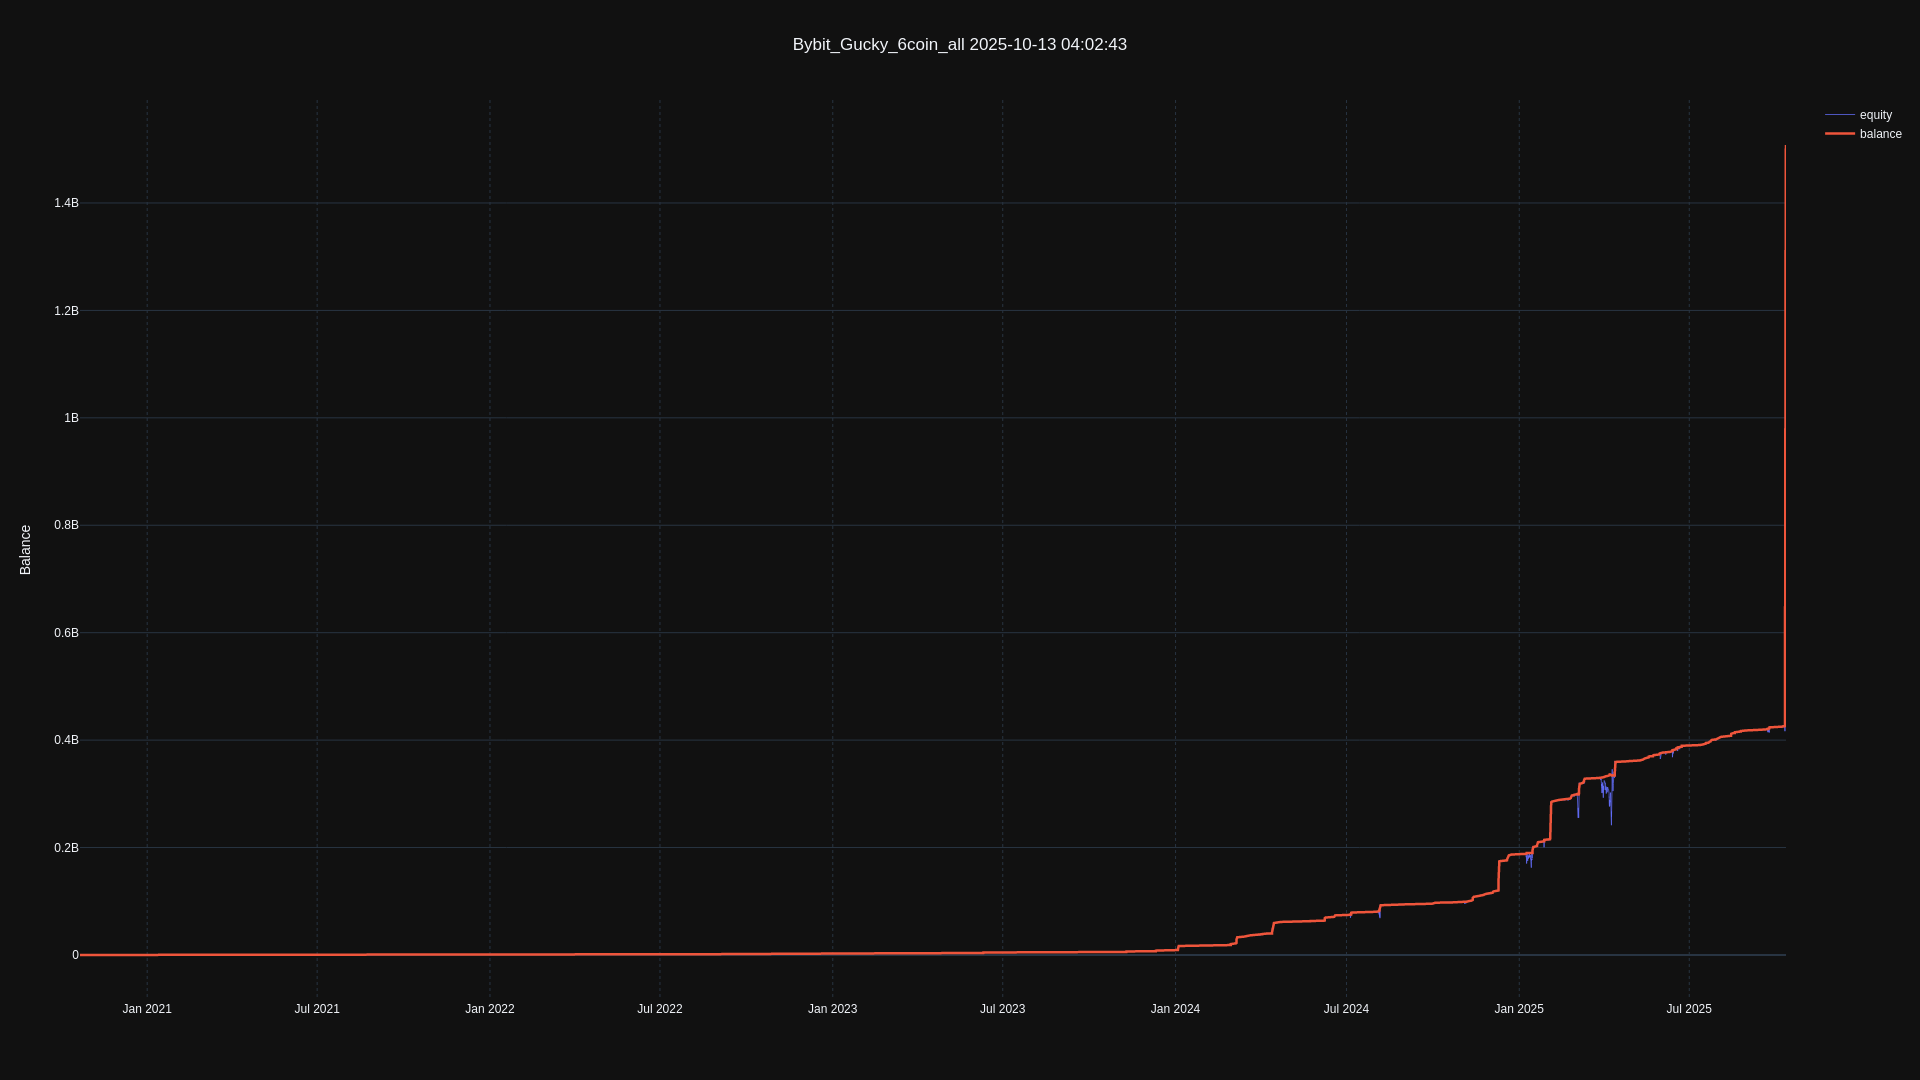 Bybit_Gucky_6coin_all 2025-10-13 04:02:43
equity
balance
Balance
1.4B
1.2B
1B
0.8B
0.6B
0.4B
0.2B
0
Jan 2021
Jul 2021
Jan 2022
Jul 2022
Jan 2023
Jul 2023
Jan 2024
Jul 2024
Jan 2025
Jul 2025